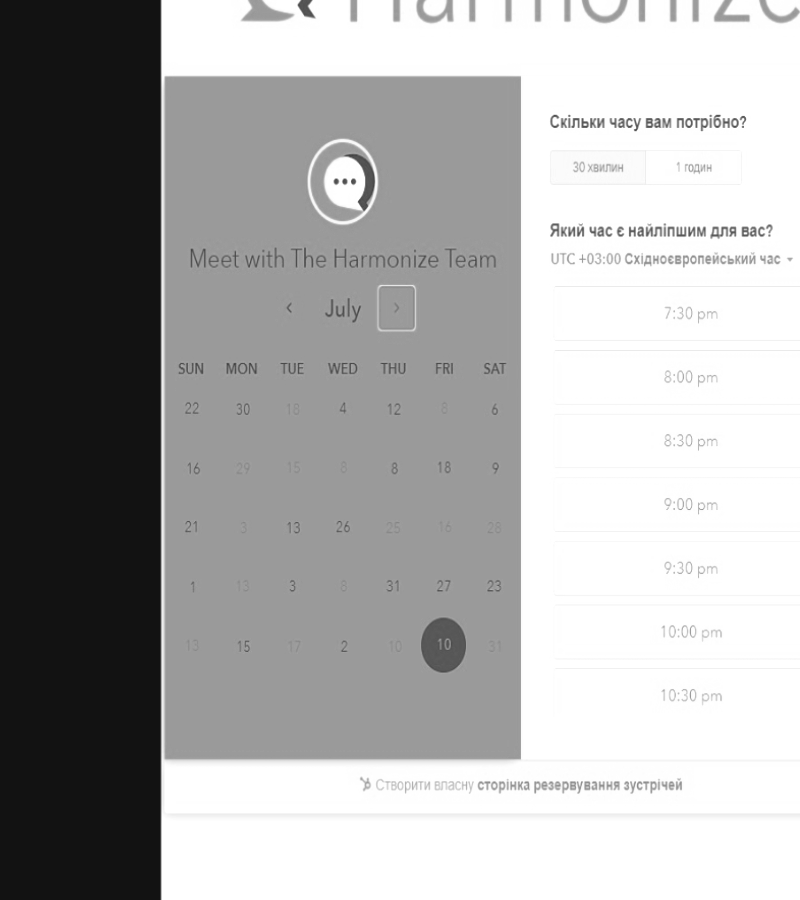 Harmonize
Meet with The Harmonize Team
July
SUN MON TUE WED THU FRI SAT
22 30 18 4 12 8 6
16 29 15 8 8 18 9
21 3 13 26 25 16 28
1 13 3 8 31 27 23
13 15 17 2 10 10 31
Скільки часу вам потрібно?
30 хвилин 1 годин
Який час є найліпшим для вас?
UTC +03:00 Східноєвропейський час
7:30 pm
8:00 pm
8:30 pm
9:00 pm
9:30 pm
10:00 pm
10:30 pm
Створити власну сторінка резервування зустрічей